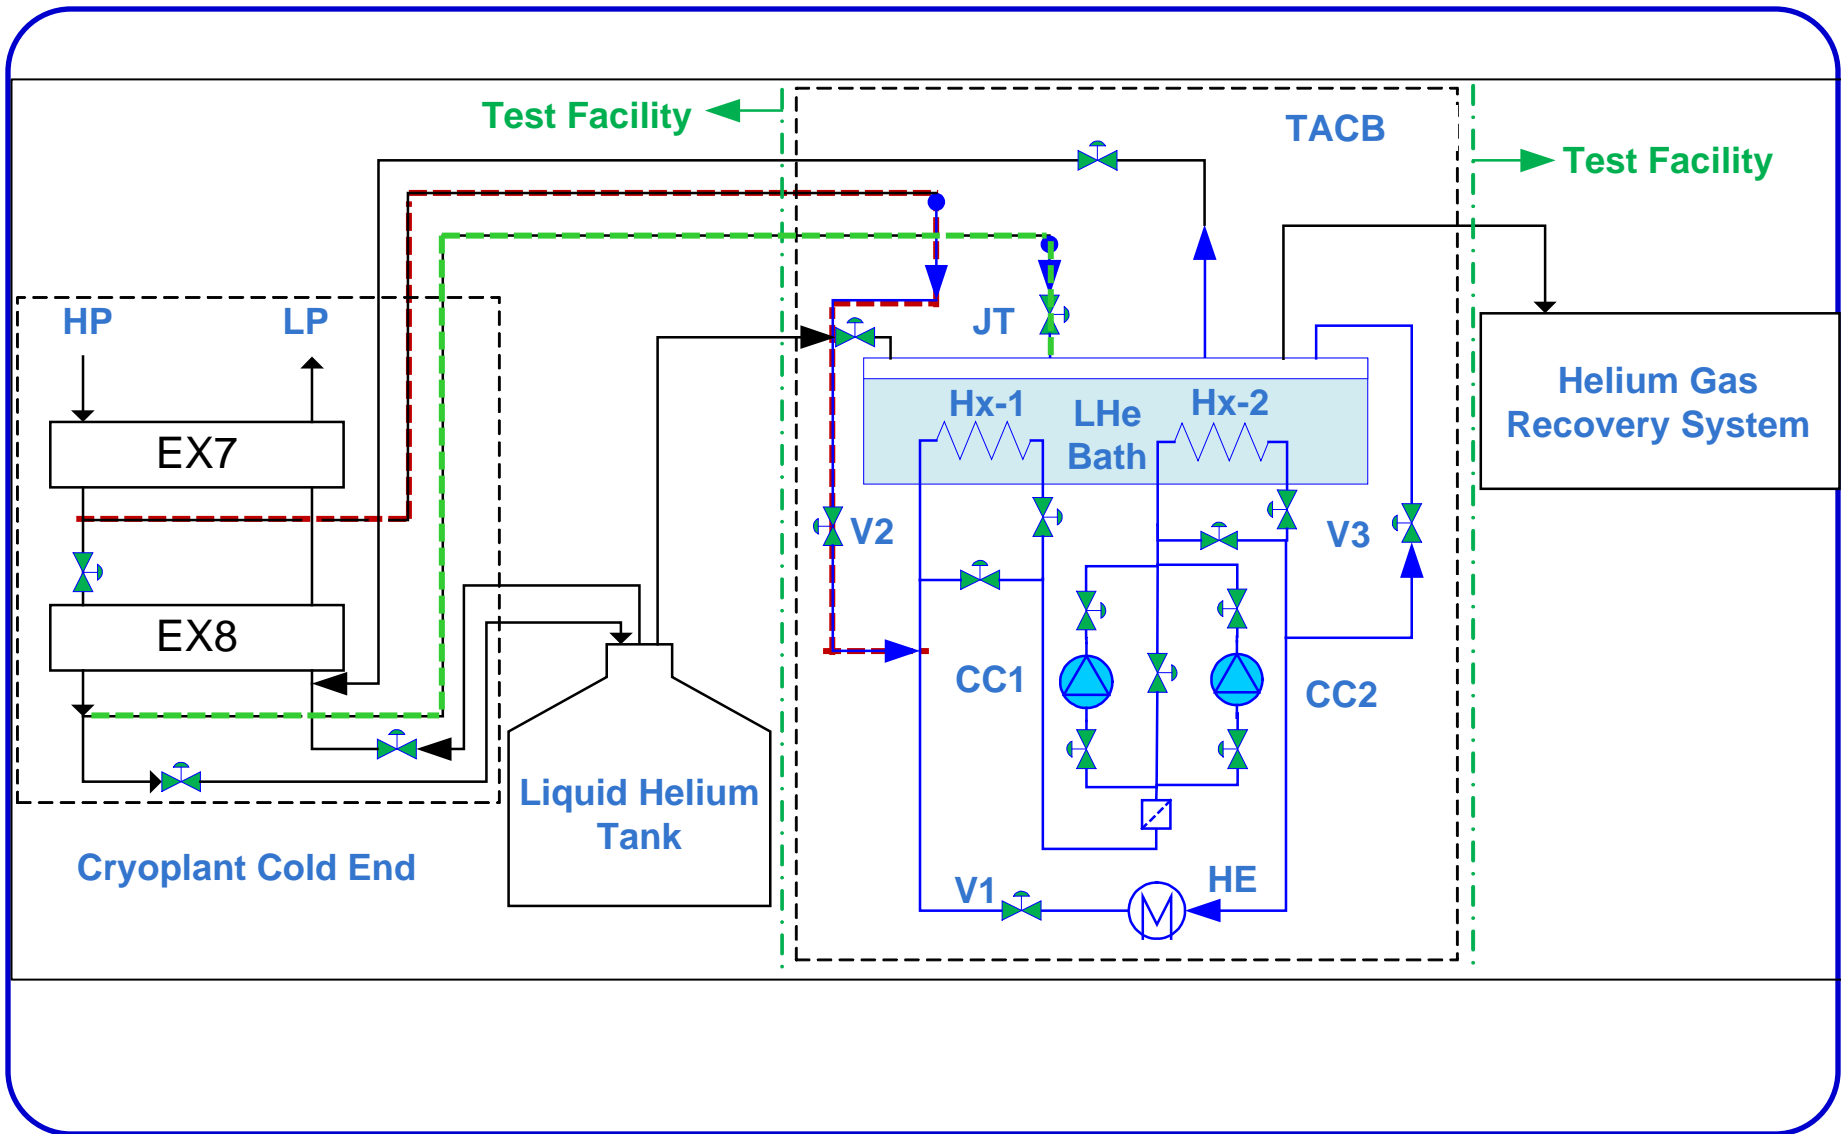 Test Facility
TACB
Test Facility
HP
LP
JT
Helium Gas
Recovery System
Hx-1
LHe
Bath
Hx-2
EX7
V2
V3
EX8
CC1
CC2
Liquid Helium
Tank
Cryoplant Cold End
V1
HE